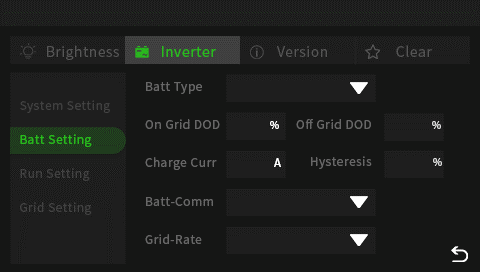 Brightness Inverter Version Clear
System Setting
Batt Setting
Run Setting
Grid Setting
Batt Type
On Grid DOD % Off Grid DOD %
Charge Curr A Hysteresis %
Batt-Comm
Grid-Rate